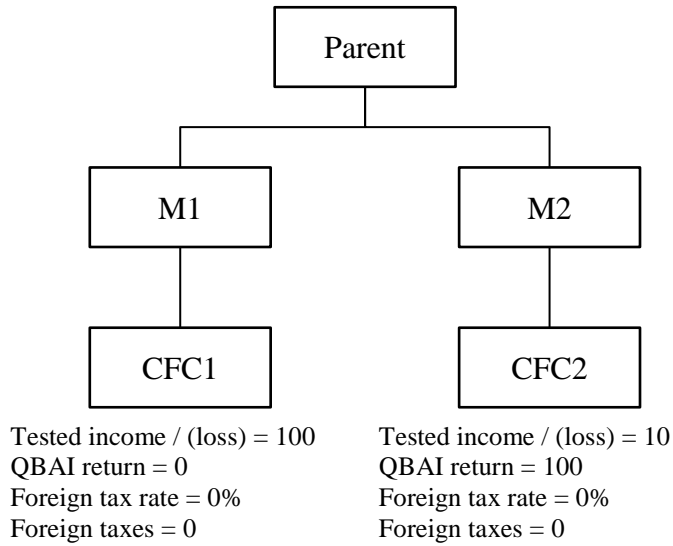 Parent
M1
M2
CFC1
CFC2
Tested income / (loss) = 100
QBAI return = 0
Foreign tax rate = 0%
Foreign taxes = 0
Tested income / (loss) = 10
QBAI return = 100
Foreign tax rate = 0%
Foreign taxes = 0